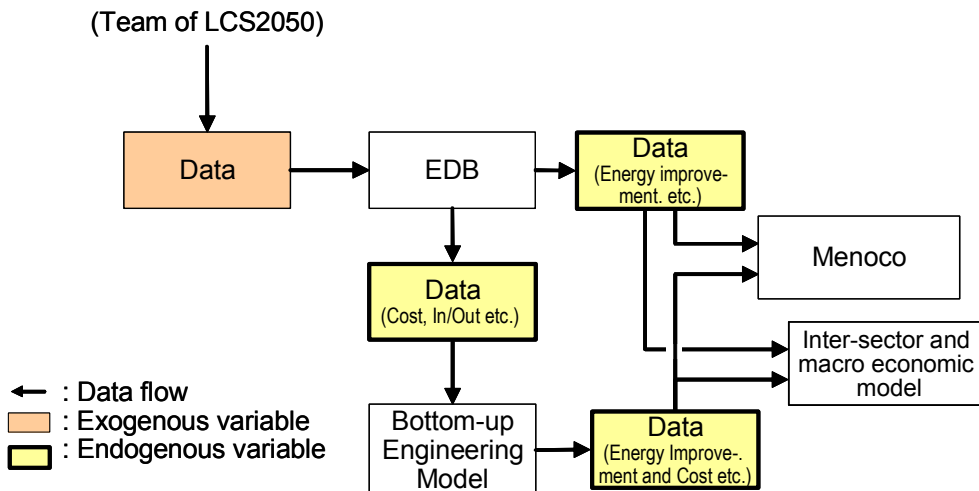 (Team of LCS2050)
Data
EDB
Data
(Energy improve-
ment. etc.)
Menoco
Data
(Cost, In/Out etc.)
Inter-sector and
macro economic
model
: Data flow
: Exogenous variable
: Endogenous variable
Bottom-up
Engineering
Model
Data
(Energy Improve-.
ment and Cost etc.)